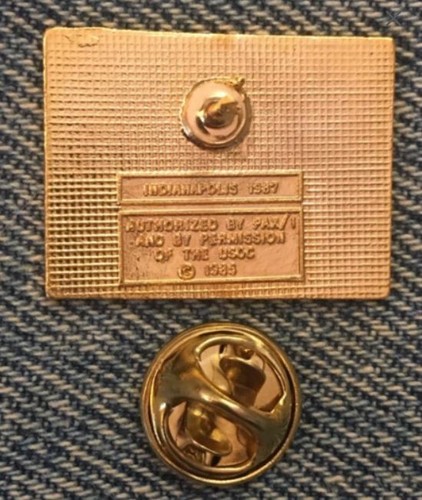 INDIANAPOLIS 1987
AUTHORIZED BY PAX/I
AND BY PERMISSION
OF THE USOC
© 1985